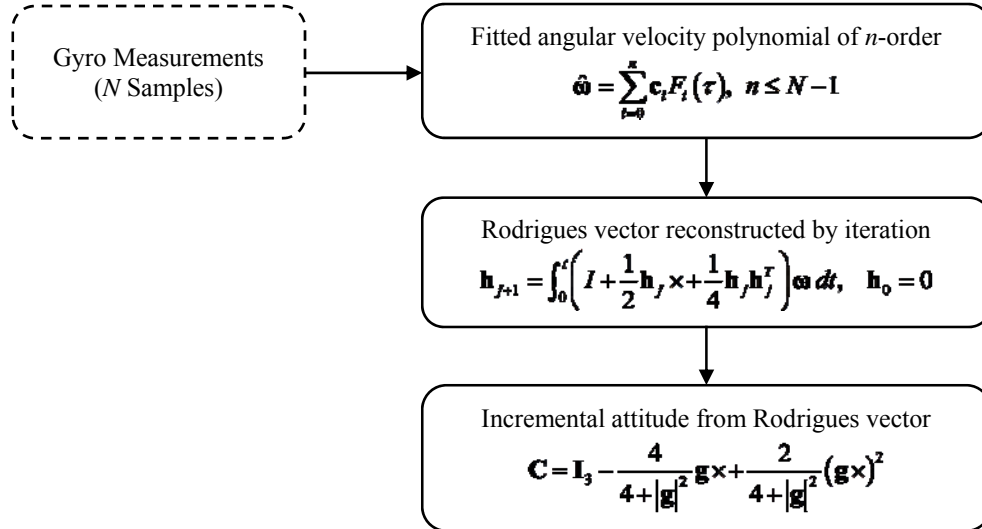 Gyro Measurements
(N Samples)
Fitted angular velocity polynomial of n-order
ω̂ = ∑_{i=0}^{n} c_i F_i(τ), n ≤ N − 1
Rodrigues vector reconstructed by iteration
h_{j+1} = ∫_0^t (I + 1/2 h_j × + 1/4 h_j h_j^T) ω dt, h_0 = 0
Incremental attitude from Rodrigues vector
C = I_3 − 4/(4+|g|^2) g× + 2/(4+|g|^2) (g×)^2